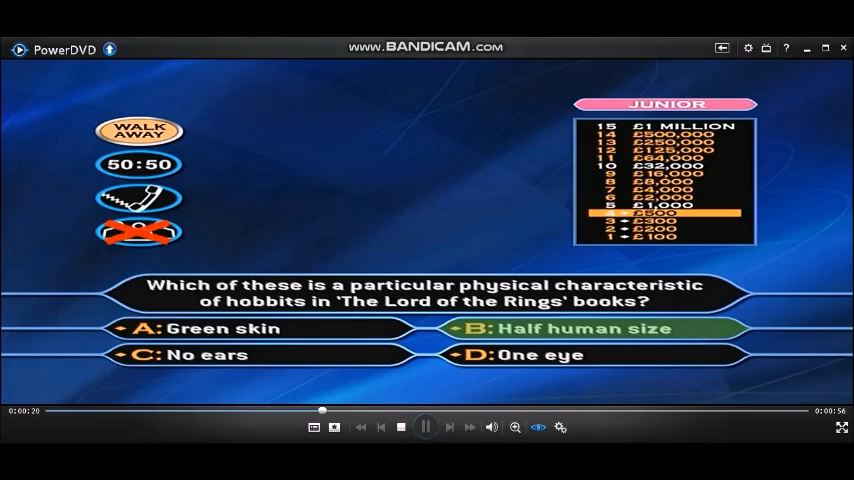 PowerDVD
www.BANDICAM.com
?
WALK
AWAY
50:50
JUNIOR
15 £1 MILLION
14 £500,000
13 £250,000
12 £125,000
11 £64,000
10 £32,000
9 £16,000
8 £8,000
7 £4,000
6 £2,000
5 £1,000
4 £500
3 £300
2 £200
1 £100
Which of these is a particular physical characteristic
of hobbits in 'The Lord of the Rings' books?
A: Green skin
B: Half human size
C: No ears
D: One eye
0:00:20
0:00:56